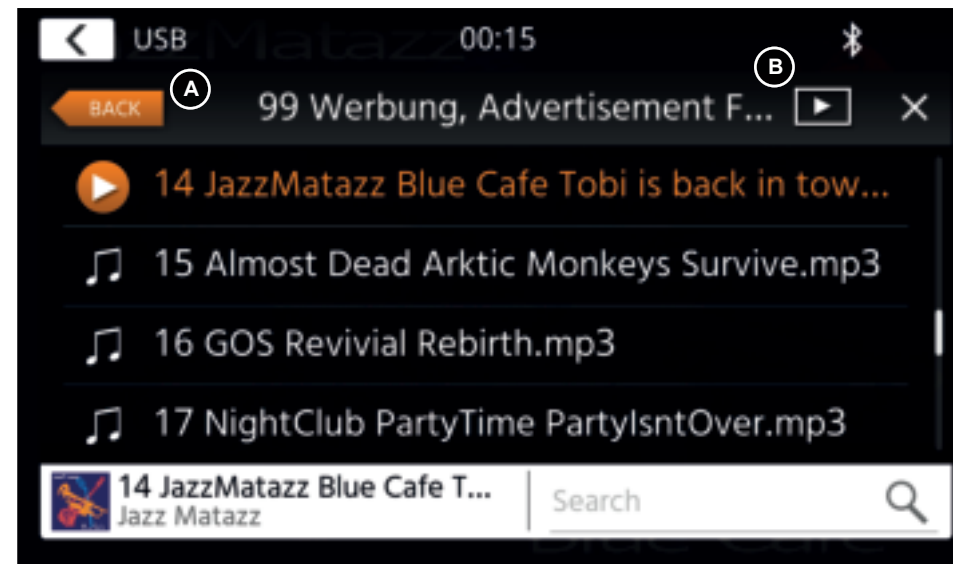 USB 00:15
A B
BACK 99 Werbung, Advertisement F...
14 JazzMatazz Blue Cafe Tobi is back in tow...
15 Almost Dead Arktic Monkeys Survive.mp3
16 GOS Revivial Rebirth.mp3
17 NightClub PartyTime PartyIsntOver.mp3
14 JazzMatazz Blue Cafe T...
Jazz Matazz
Search